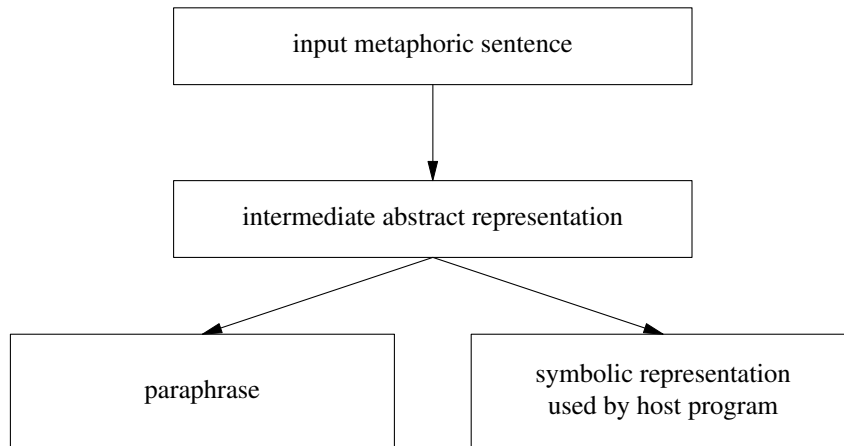 input metaphoric sentence
intermediate abstract representation
paraphrase
symbolic representation
used by host program